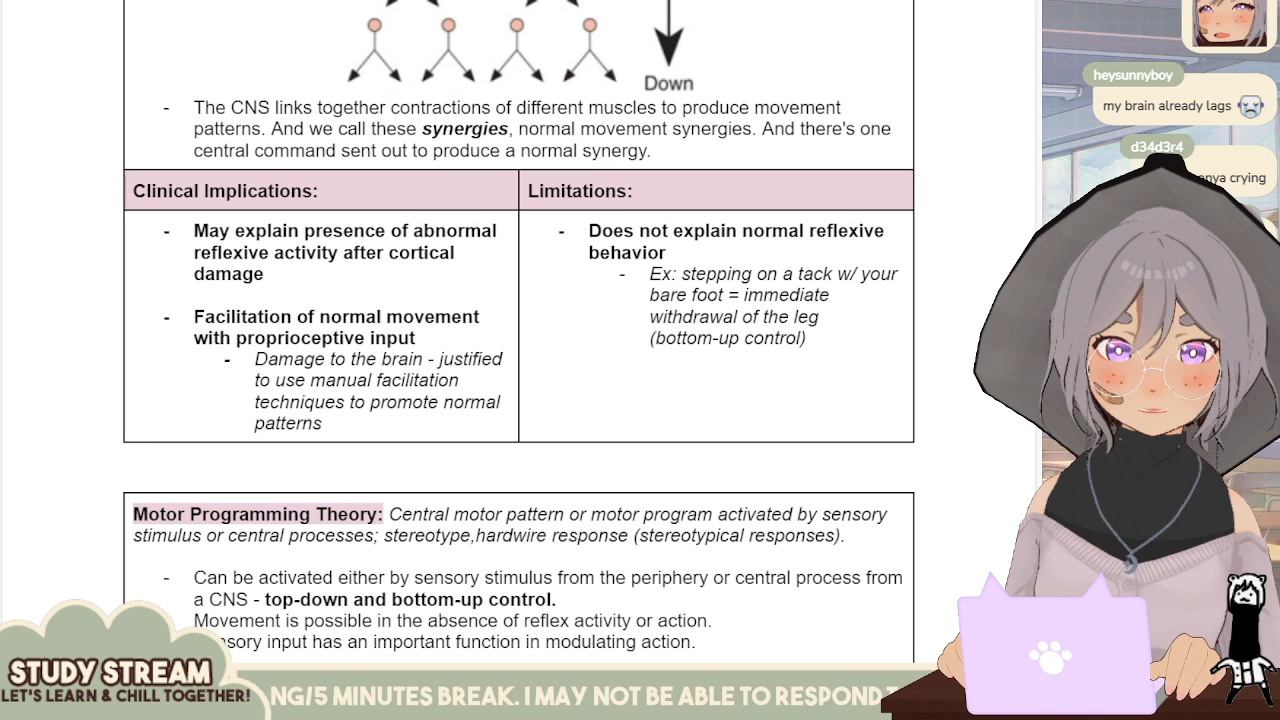 Down
- The CNS links together contractions of different muscles to produce movement
patterns. And we call these synergies, normal movement synergies. And there's one
central command sent out to produce a normal synergy.
Clinical Implications:
- May explain presence of abnormal
reflexive activity after cortical
damage
- Facilitation of normal movement
with proprioceptive input
- Damage to the brain - justified
to use manual facilitation
techniques to promote normal
patterns
Limitations:
- Does not explain normal reflexive
behavior
- Ex: stepping on a tack w/ your
bare foot = immediate
withdrawal of the leg
(bottom-up control)
Motor Programming Theory: Central motor pattern or motor program activated by sensory
stimulus or central processes; stereotype,hardwire response (stereotypical responses).
- Can be activated either by sensory stimulus from the periphery or central process from
a CNS - top-down and bottom-up control.
Movement is possible in the absence of reflex activity or action.
input has an important function in modulating action.
heysunnyboy
my brain already lags
d34d3r4
crying
STUDY STREAM
LET'S LEARN & CHILL TOGETHER!
NG/5 MINUTES BREAK. I MAY NOT BE ABLE TO RESPOND